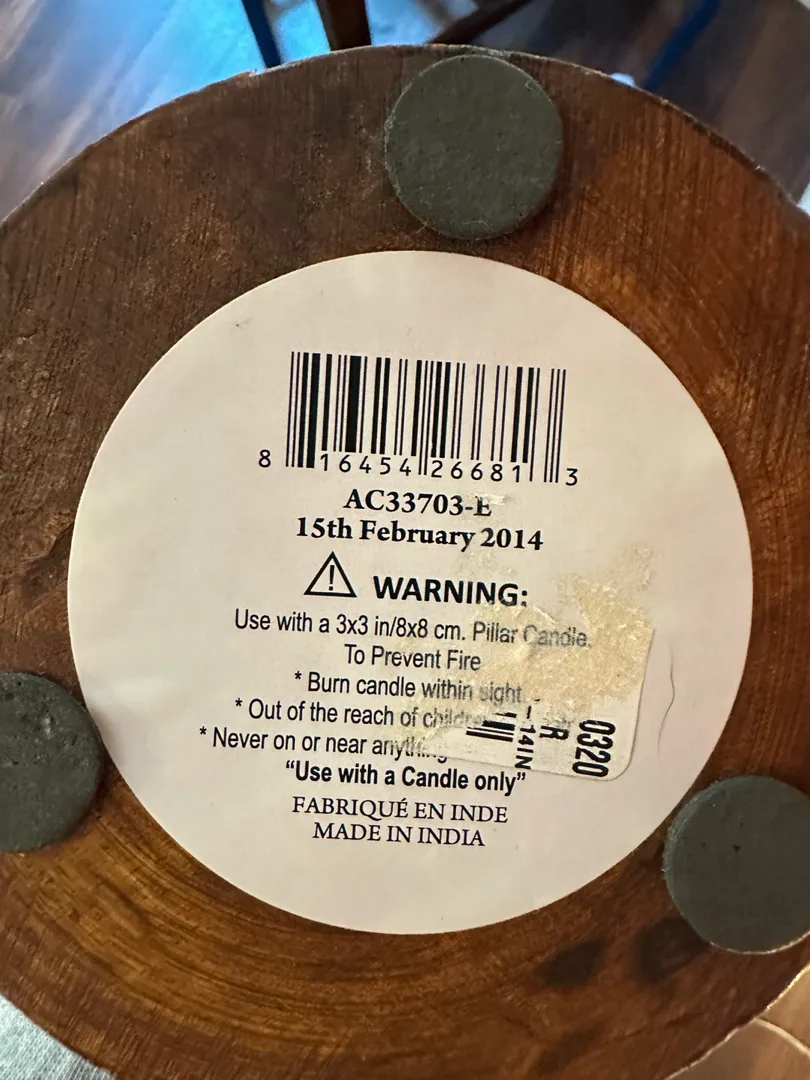 8 16454 26681 3
AC33703-E
15th February 2014
WARNING:
Use with a 3x3 in/8x8 cm. Pillar Candle.
To Prevent Fire
* Burn candle within sight
* Out of the reach of
* Never on or near
“Use with a Candle only”
FABRIQUÉ EN INDE
MADE IN INDIA
0320
14IN